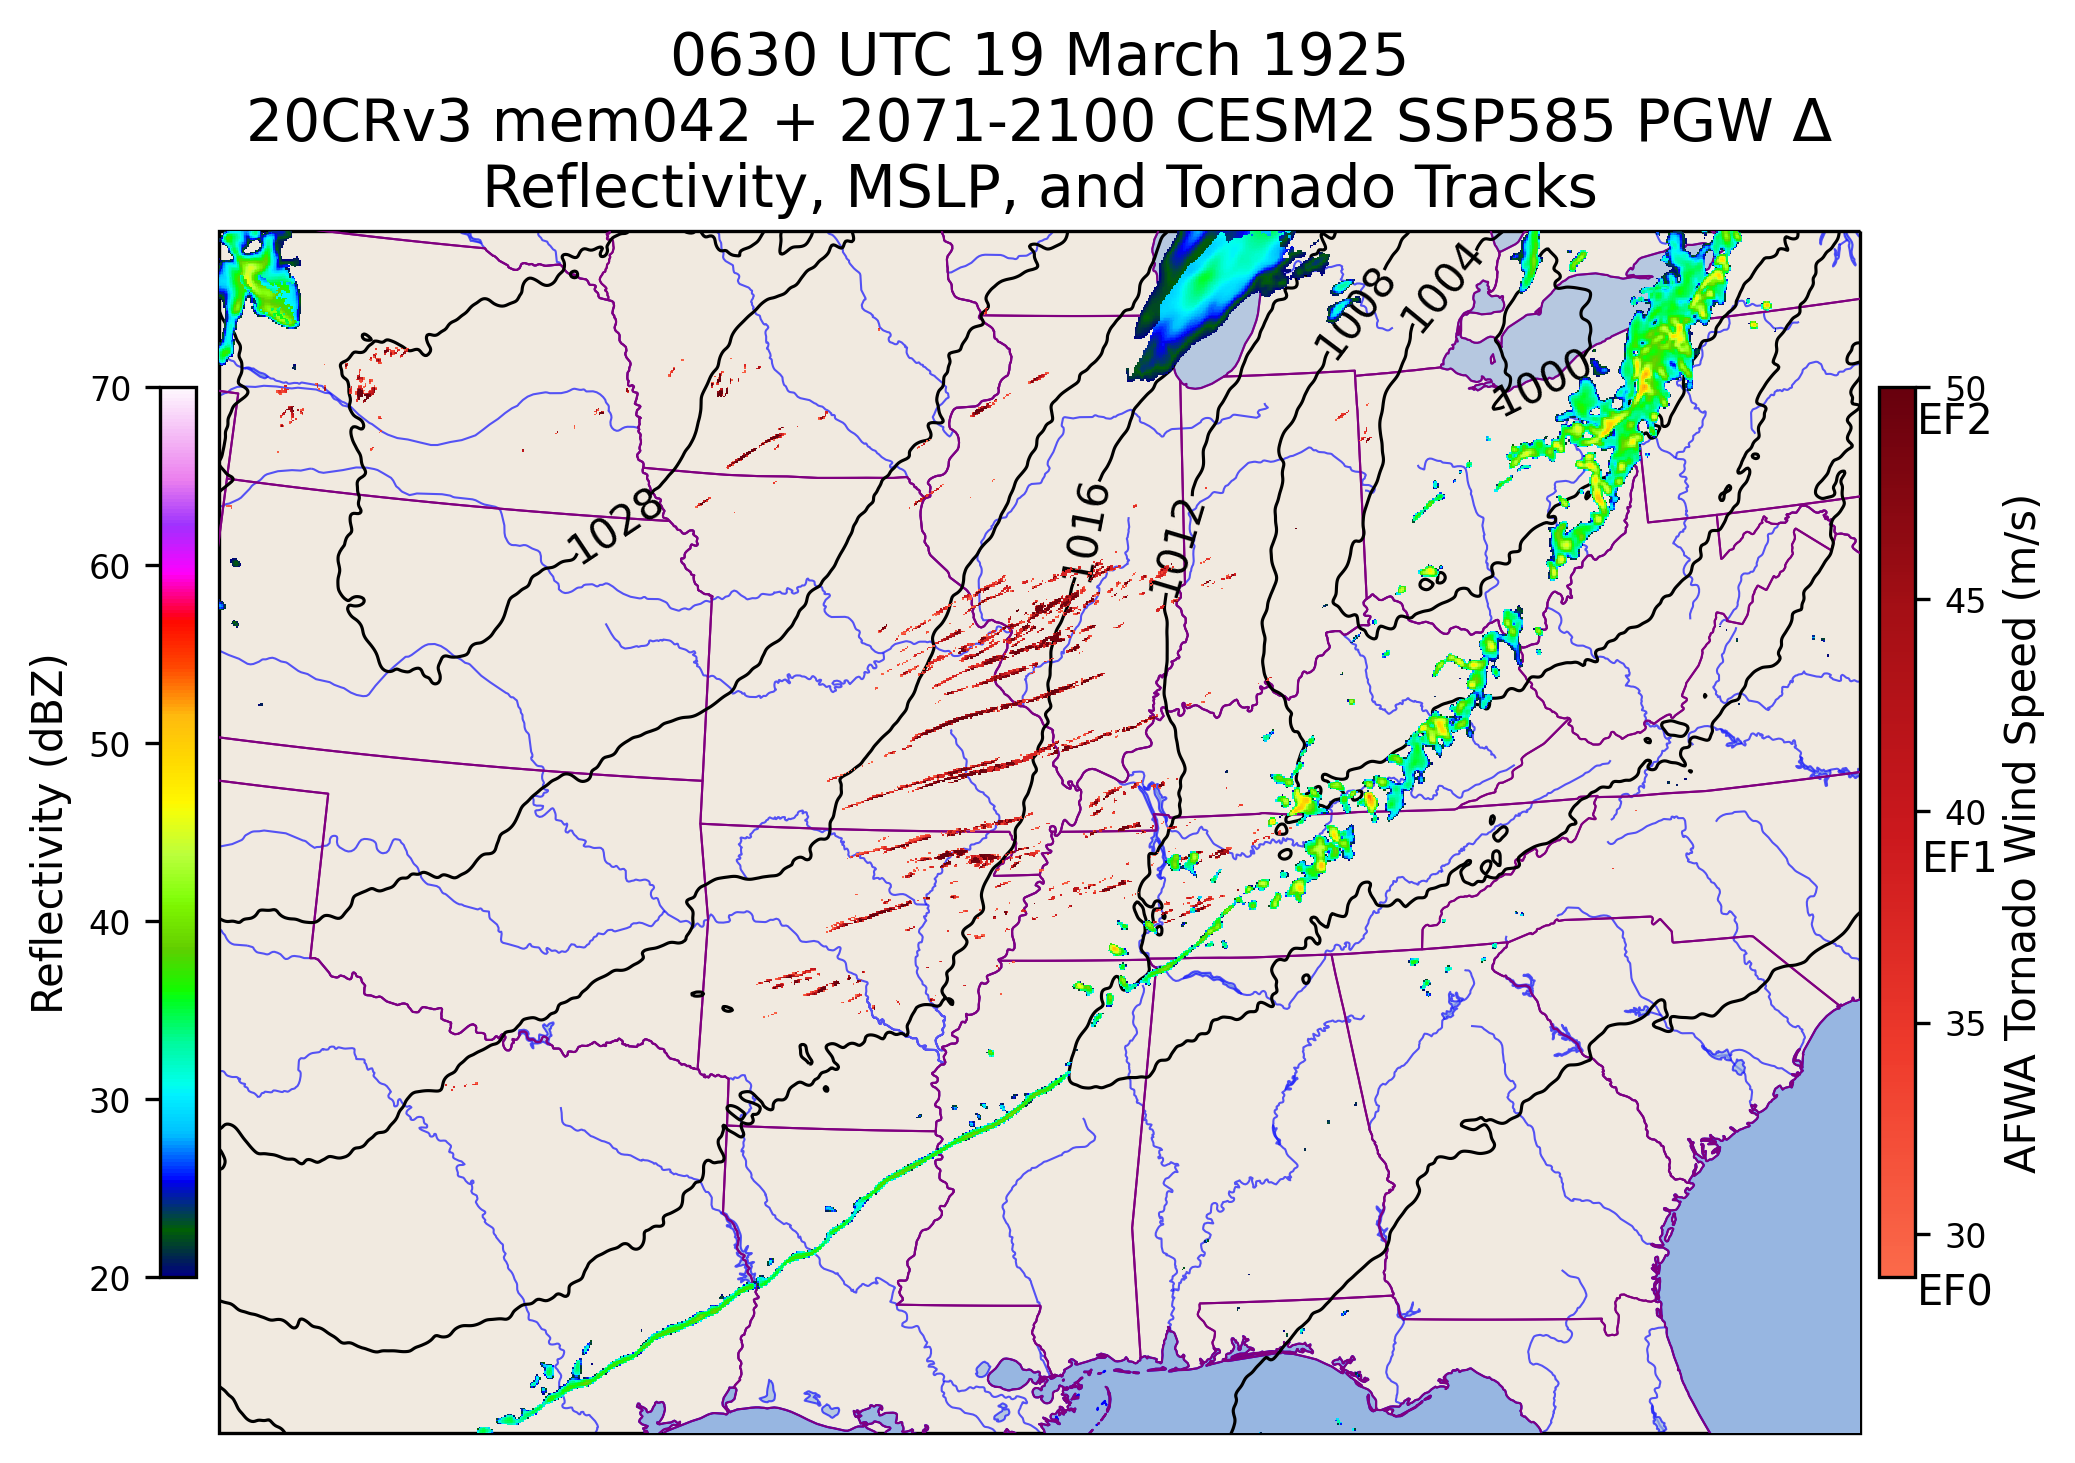 0630 UTC 19 March 1925
20CRv3 mem042 + 2071-2100 CESM2 SSP585 PGW Δ
Reflectivity, MSLP, and Tornado Tracks
Reflectivity (dBZ)
70
60
50
40
30
20
1028
1016
1012
1008
1004
1000
50
EF2
45
40
EF1
35
30
EF0
AFWA Tornado Wind Speed (m/s)